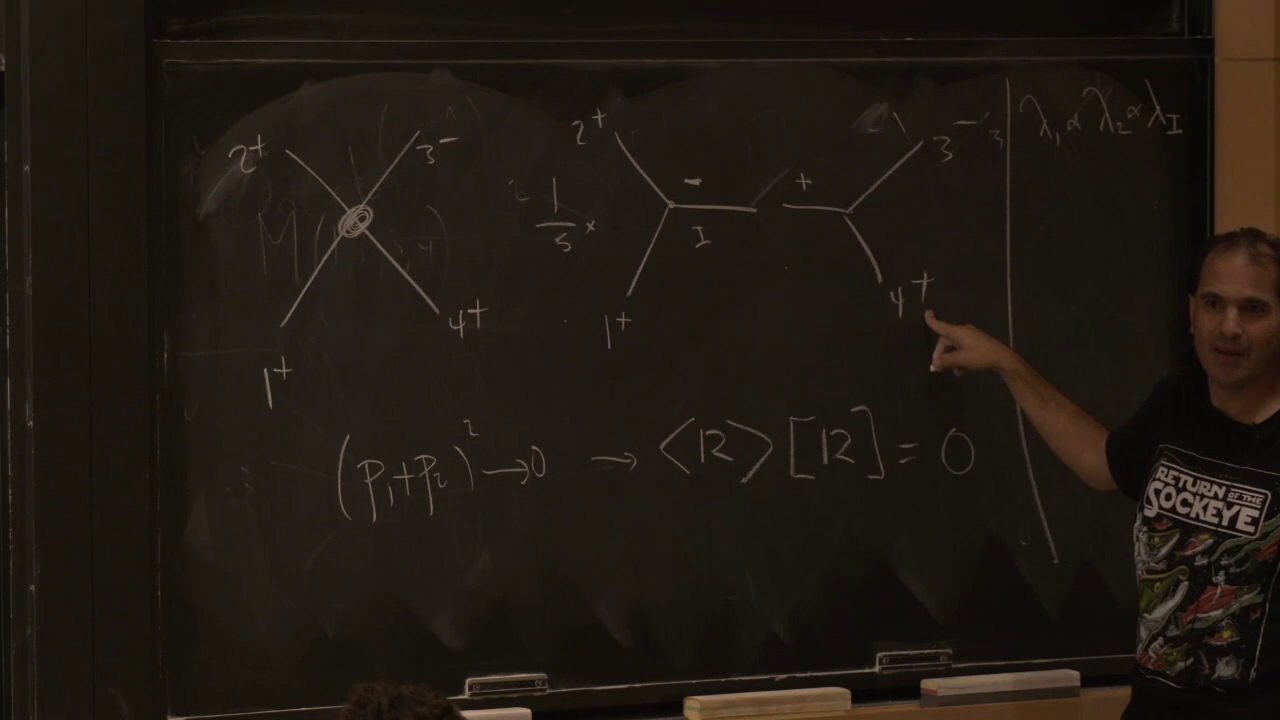 2⁺ 3⁻
1⁺ 4⁺
1/s × 2⁺ 1⁺ − I + 3⁻ 4⁺
λ₁ ∝ λ₂ ∝ λ_I
(p₁+p₂)² → 0 → ⟨12⟩[12] = 0
RETURN OF THE
SOCKEYE